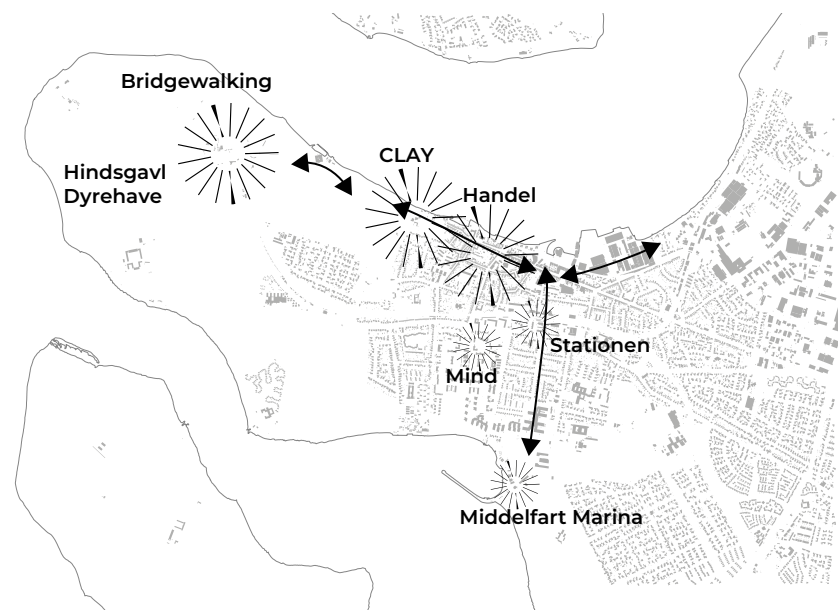 Bridgewalking
CLAY
Hindsgavl
Dyrehave
Handel
Stationen
Mind
Middelfart Marina